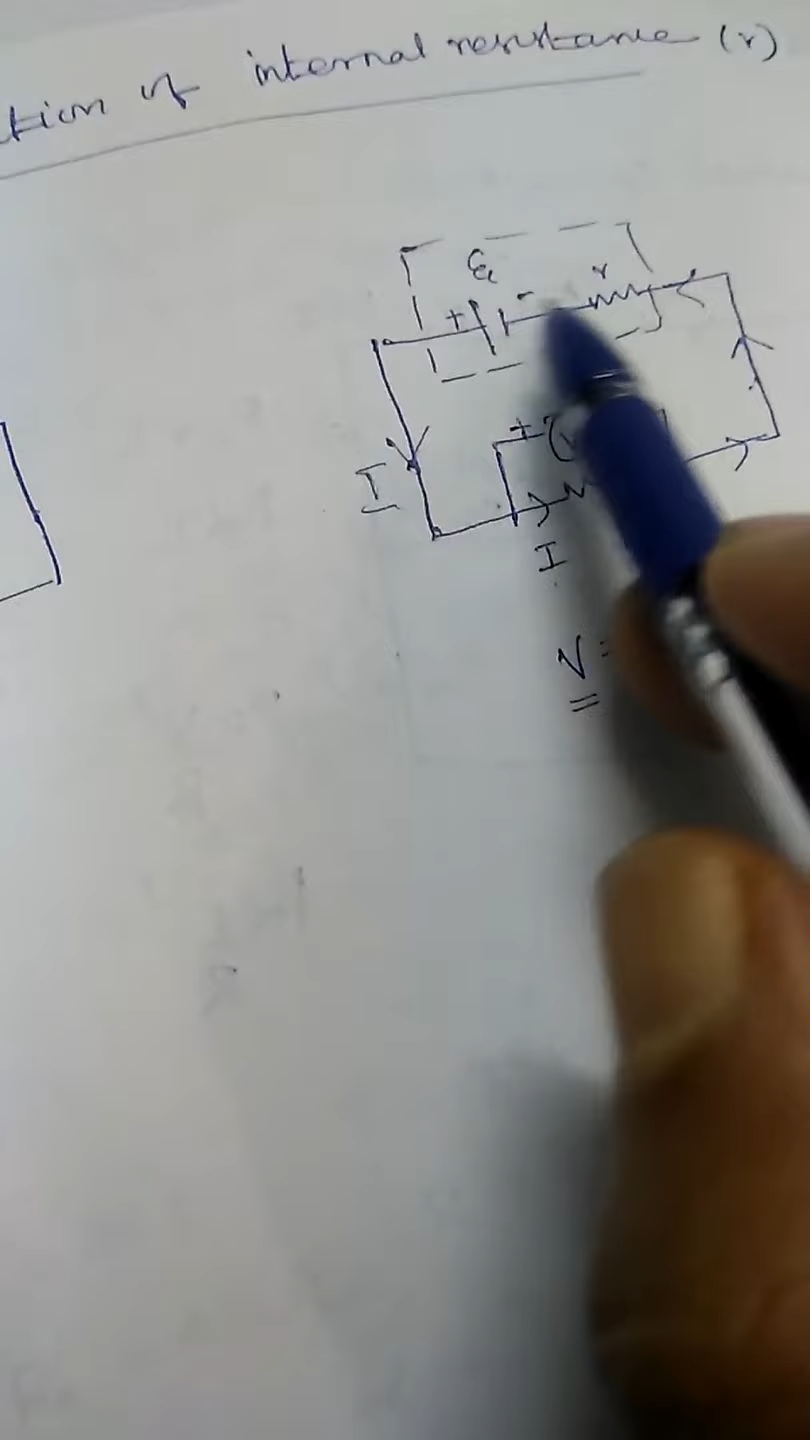 tion of internal resistance (r)
ε r
+ -
+ (V
I
I
V =